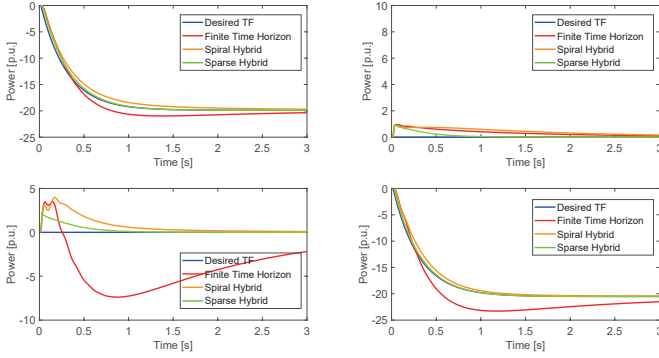 0
-5
-10
-15
-20
-25
Power [p.u.]
0 0.5 1 1.5 2 2.5 3
Time [s]
Desired TF
Finite Time Horizon
Spiral Hybrid
Sparse Hybrid
10
8
6
4
2
0
Power [p.u.]
0 0.5 1 1.5 2 2.5 3
Time [s]
Desired TF
Finite Time Horizon
Spiral Hybrid
Sparse Hybrid
5
0
-5
-10
Power [p.u.]
0 0.5 1 1.5 2 2.5 3
Time [s]
Desired TF
Finite Time Horizon
Spiral Hybrid
Sparse Hybrid
0
-5
-10
-15
-20
-25
Power [p.u.]
0 0.5 1 1.5 2 2.5 3
Time [s]
Desired TF
Finite Time Horizon
Spiral Hybrid
Sparse Hybrid